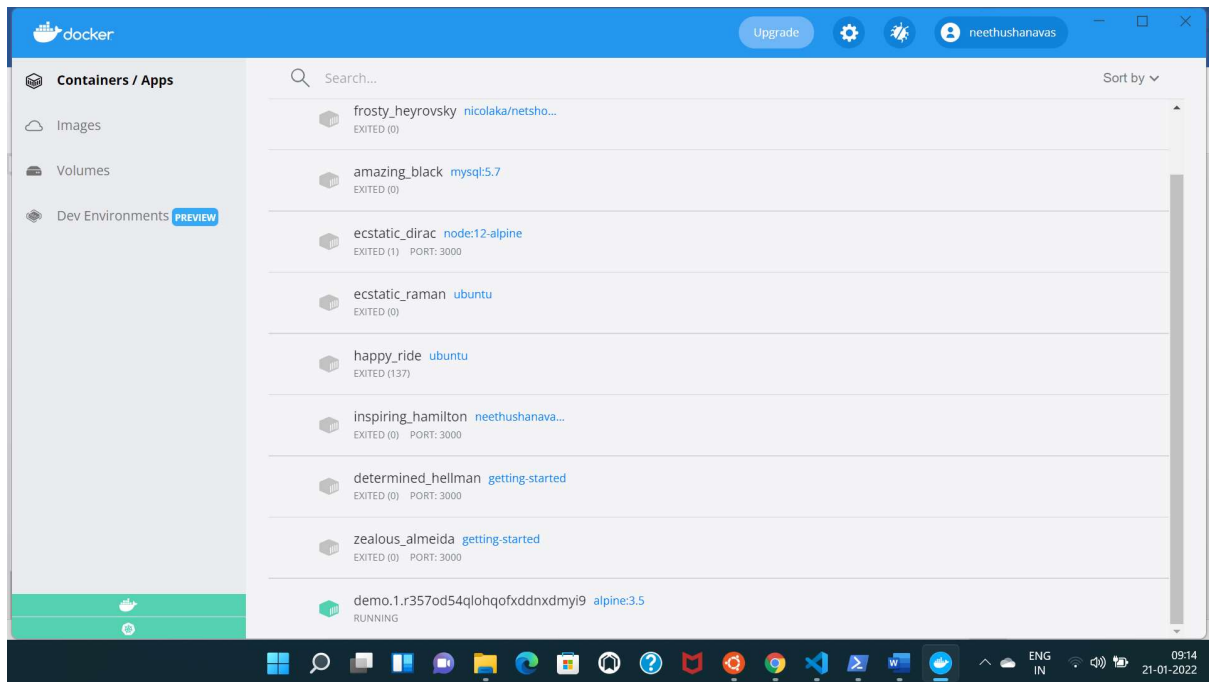 docker
Upgrade
neethushanavas
Containers / Apps
Images
Volumes
Dev Environments PREVIEW
Search...
Sort by
frosty_heyrovsky nicolaka/netsho...
EXITED (0)
amazing_black mysql:5.7
EXITED (0)
ecstatic_dirac node:12-alpine
EXITED (1) PORT: 3000
ecstatic_raman ubuntu
EXITED (0)
happy_ride ubuntu
EXITED (137)
inspiring_hamilton neethushanava...
EXITED (0) PORT: 3000
determined_hellman getting-started
EXITED (0) PORT: 3000
zealous_almeida getting-started
EXITED (0) PORT: 3000
demo.1.r357od54qlohqofxddnxdmyi9 alpine:3.5
RUNNING
ENG
IN
09:14
21-01-2022